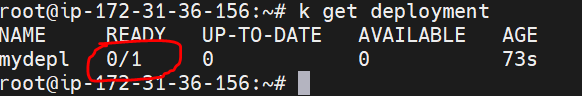 root@ip-172-31-36-156:~# k get deployment
NAME READY UP-TO-DATE AVAILABLE AGE
mydepl 0/1 0 0 73s
root@ip-172-31-36-156:~#